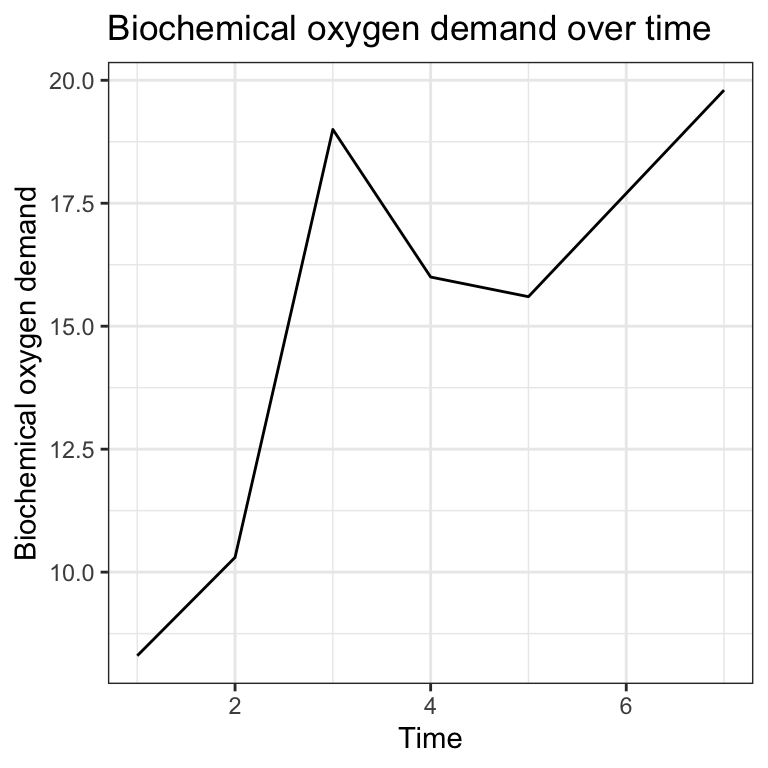 Biochemical oxygen demand over time
Biochemical oxygen demand
20.0
17.5
15.0
12.5
10.0
2
4
6
Time